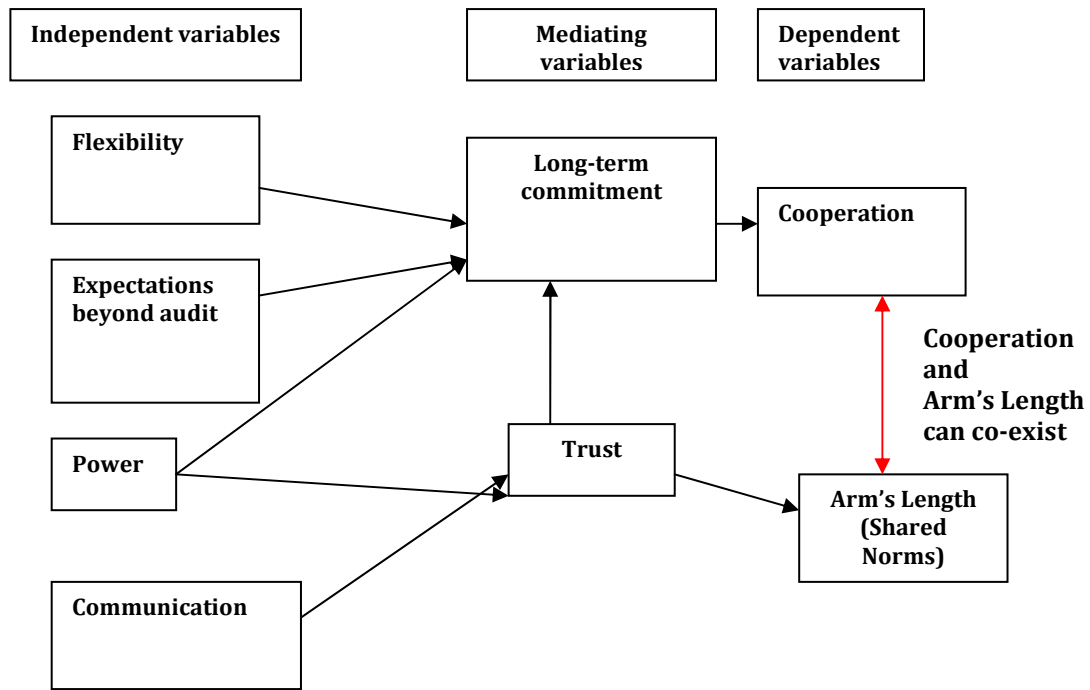 Independent variables
Mediating
variables
Dependent
variables
Flexibility
Long-term
commitment
Cooperation
Expectations
beyond audit
Cooperation
and
Arm’s Length
can co-exist
Power
Trust
Arm’s Length
(Shared
Norms)
Communication